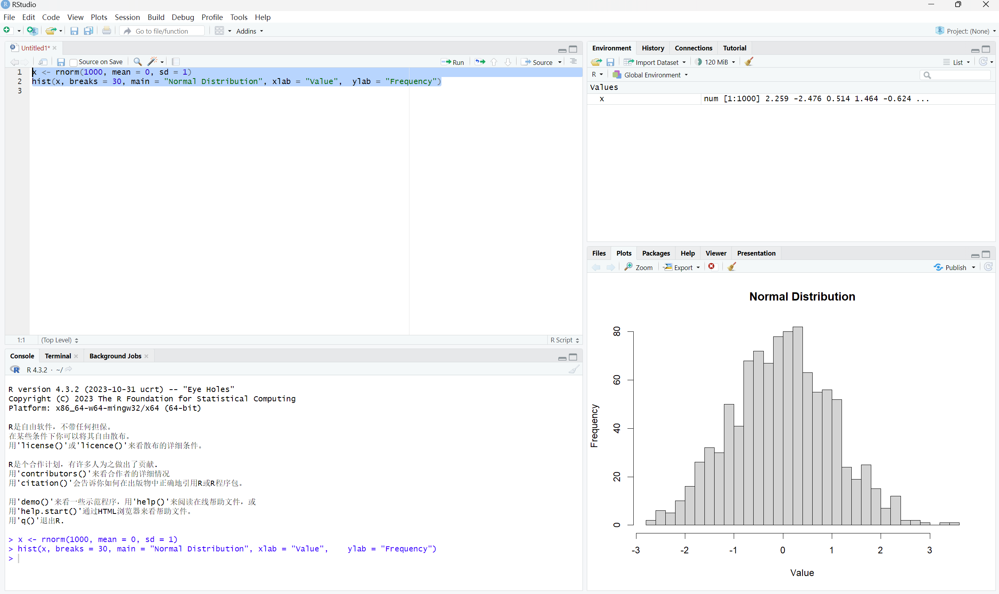 RStudio
File Edit Code View Plots Session Build Debug Profile Tools Help
Go to file/function Addins Project: (None)
Untitled1*
Source on Save Run Source
1 x <- rnorm(1000, mean = 0, sd = 1)
2 hist(x, breaks = 30, main = "Normal Distribution", xlab = "Value",  ylab = "Frequency")
3
1:1 (Top Level) R Script
Console Terminal Background Jobs
R 4.3.2 · ~/
R version 4.3.2 (2023-10-31 ucrt) -- "Eye Holes"
Copyright (C) 2023 The R Foundation for Statistical Computing
Platform: x86_64-w64-mingw32/x64 (64-bit)
R是自由软件，不带任何担保。
在某些条件下你可以将其自由散布。
用'license()'或'licence()'来看散布的详细条件。
R是个合作计划，有许多人为之做出了贡献.
用'contributors()'来看合作者的详细情况
用'citation()'会告诉你如何在出版物中正确地引用R或R程序包。
用'demo()'来看一些示范程序，用'help()'来阅读在线帮助文件，或
用'help.start()'通过HTML浏览器来看帮助文件。
用'q()'退出R.
> x <- rnorm(1000, mean = 0, sd = 1)
> hist(x, breaks = 30, main = "Normal Distribution", xlab = "Value",    ylab = "Frequency")
>
Environment History Connections Tutorial
Import Dataset 120 MiB List
R Global Environment
Values
x num [1:1000] 2.259 -2.476 0.514 1.464 -0.624 ...
Files Plots Packages Help Viewer Presentation
Zoom Export Publish
Normal Distribution
Frequency
80
60
40
20
0
-3 -2 -1 0 1 2 3
Value